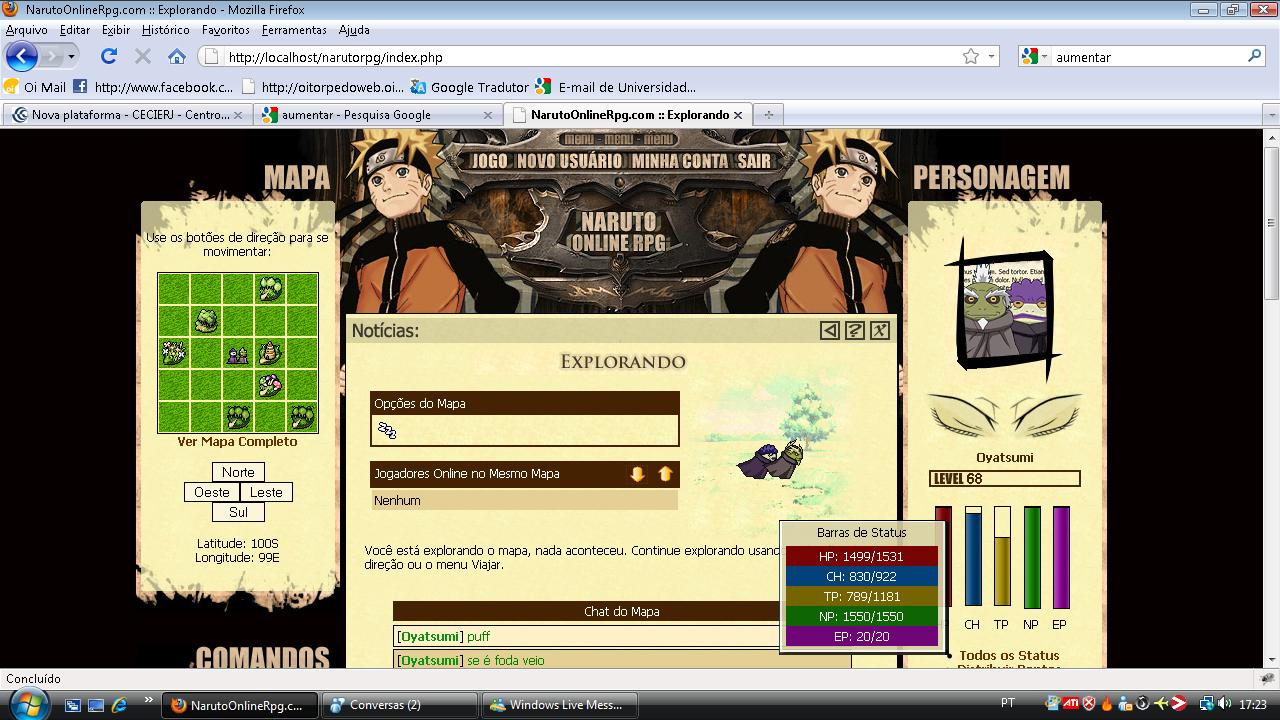 NarutoOnlineRpg.com :: Explorando - Mozilla Firefox
Arquivo Editar Exibir Histórico Favoritos Ferramentas Ajuda
http://localhost/narutorpg/index.php
aumentar
Oi Mail http://www.facebook.c... http://oitorpedoweb.oi... Google Tradutor E-mail de Universidad...
Nova plataforma - CECIERJ - Centro...
aumentar - Pesquisa Google
NarutoOnlineRpg.com :: Explorando
menu - menu - menu
JOGO NOVO USUÁRIO MINHA CONTA SAIR
NARUTO
ONLINE RPG
MAPA
Use os botões de direção para se
movimentar:
Ver Mapa Completo
Norte
Oeste Leste
Sul
Latitude: 100S
Longitude: 99E
COMANDOS
Notícias:
EXPLORANDO
Opções do Mapa
Jogadores Online no Mesmo Mapa
Nenhum
Você está explorando o mapa, nada aconteceu. Continue explorando
direção ou o menu Viajar.
Chat do Mapa
[Oyatsumi] puff
[Oyatsumi] se é foda veio
Barras de Status
HP: 1499/1531
CH: 830/922
TP: 789/1181
NP: 1550/1550
EP: 20/20
PERSONAGEM
Sed tortor. Etiam
dolor.
Oyatsumi
LEVEL 68
CH TP NP EP
Todos os Status
Concluído
NarutoOnlineRpg.c...
Conversas (2)
Windows Live Mess...
PT
17:23